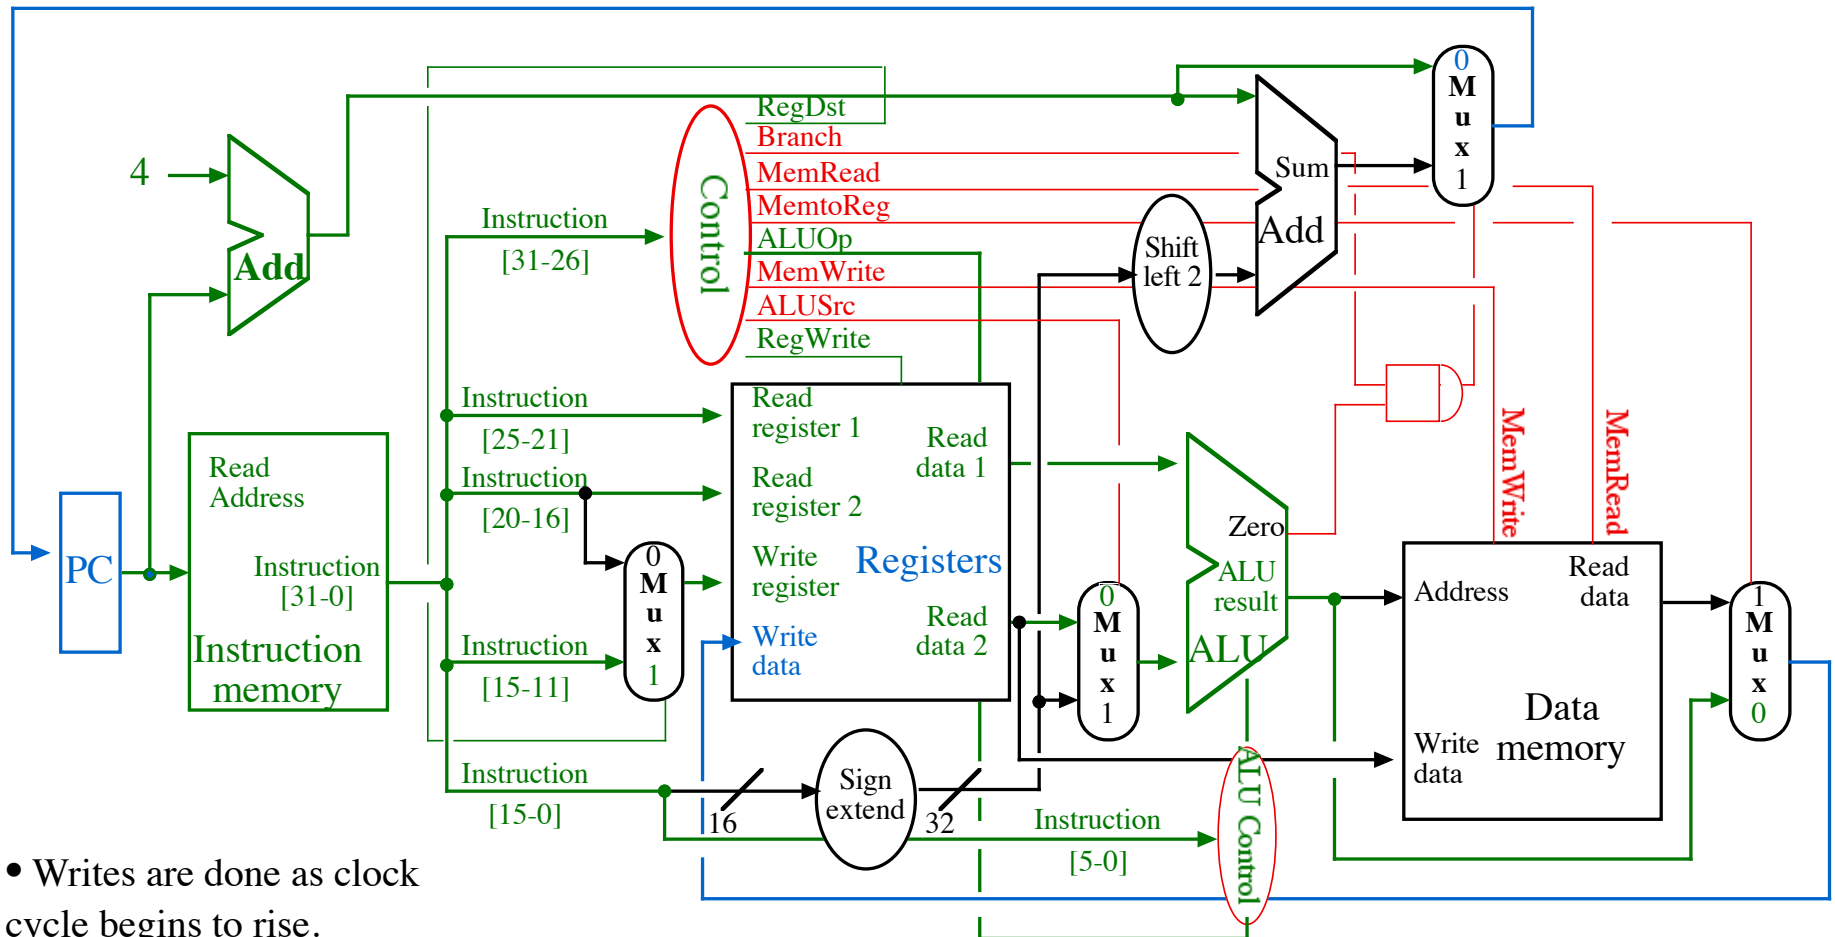 0
M
u
x
1
RegDst
Branch
MemRead
MemtoReg
ALUOp
MemWrite
ALUSrc
RegWrite
Control
4
Add
Sum
Add
Shift
left 2
Instruction
[31-26]
Instruction
[25-21]
Instruction
[20-16]
Instruction
[15-11]
Instruction
[15-0]
PC
Read
Address
Instruction
[31-0]
Instruction
memory
0
M
u
x
1
Read
register 1
Read
register 2
Write
register
Write
data
Registers
Read
data 1
Read
data 2
0
M
u
x
1
Zero
ALU
result
ALU
MemWrite
MemRead
Address
Read
data
Write
data
Data
memory
1
M
u
x
0
16
Sign
extend
32
Instruction
[5-0]
ALU Control
• Writes are done as clock
cycle begins to rise.